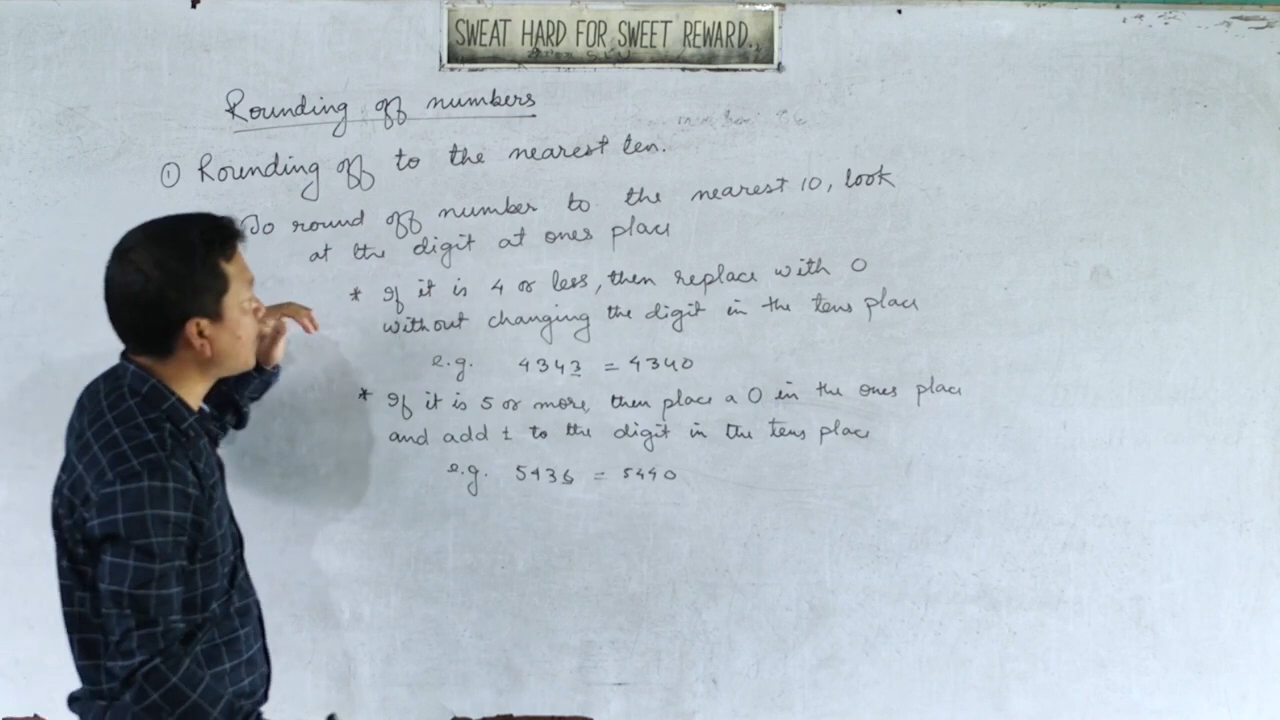 SWEAT HARD FOR SWEET REWARD.
Rounding off numbers
① Rounding off to the nearest ten.
To round off number to the nearest 10, look
at the digit at ones place
* If it is 4 or less, then replace with 0
without changing the digit in the tens place
e.g. 4343 = 4340
* If it is 5 or more, then place a 0 in the ones place
and add 1 to the digit in the tens place
e.g. 5436 = 5440